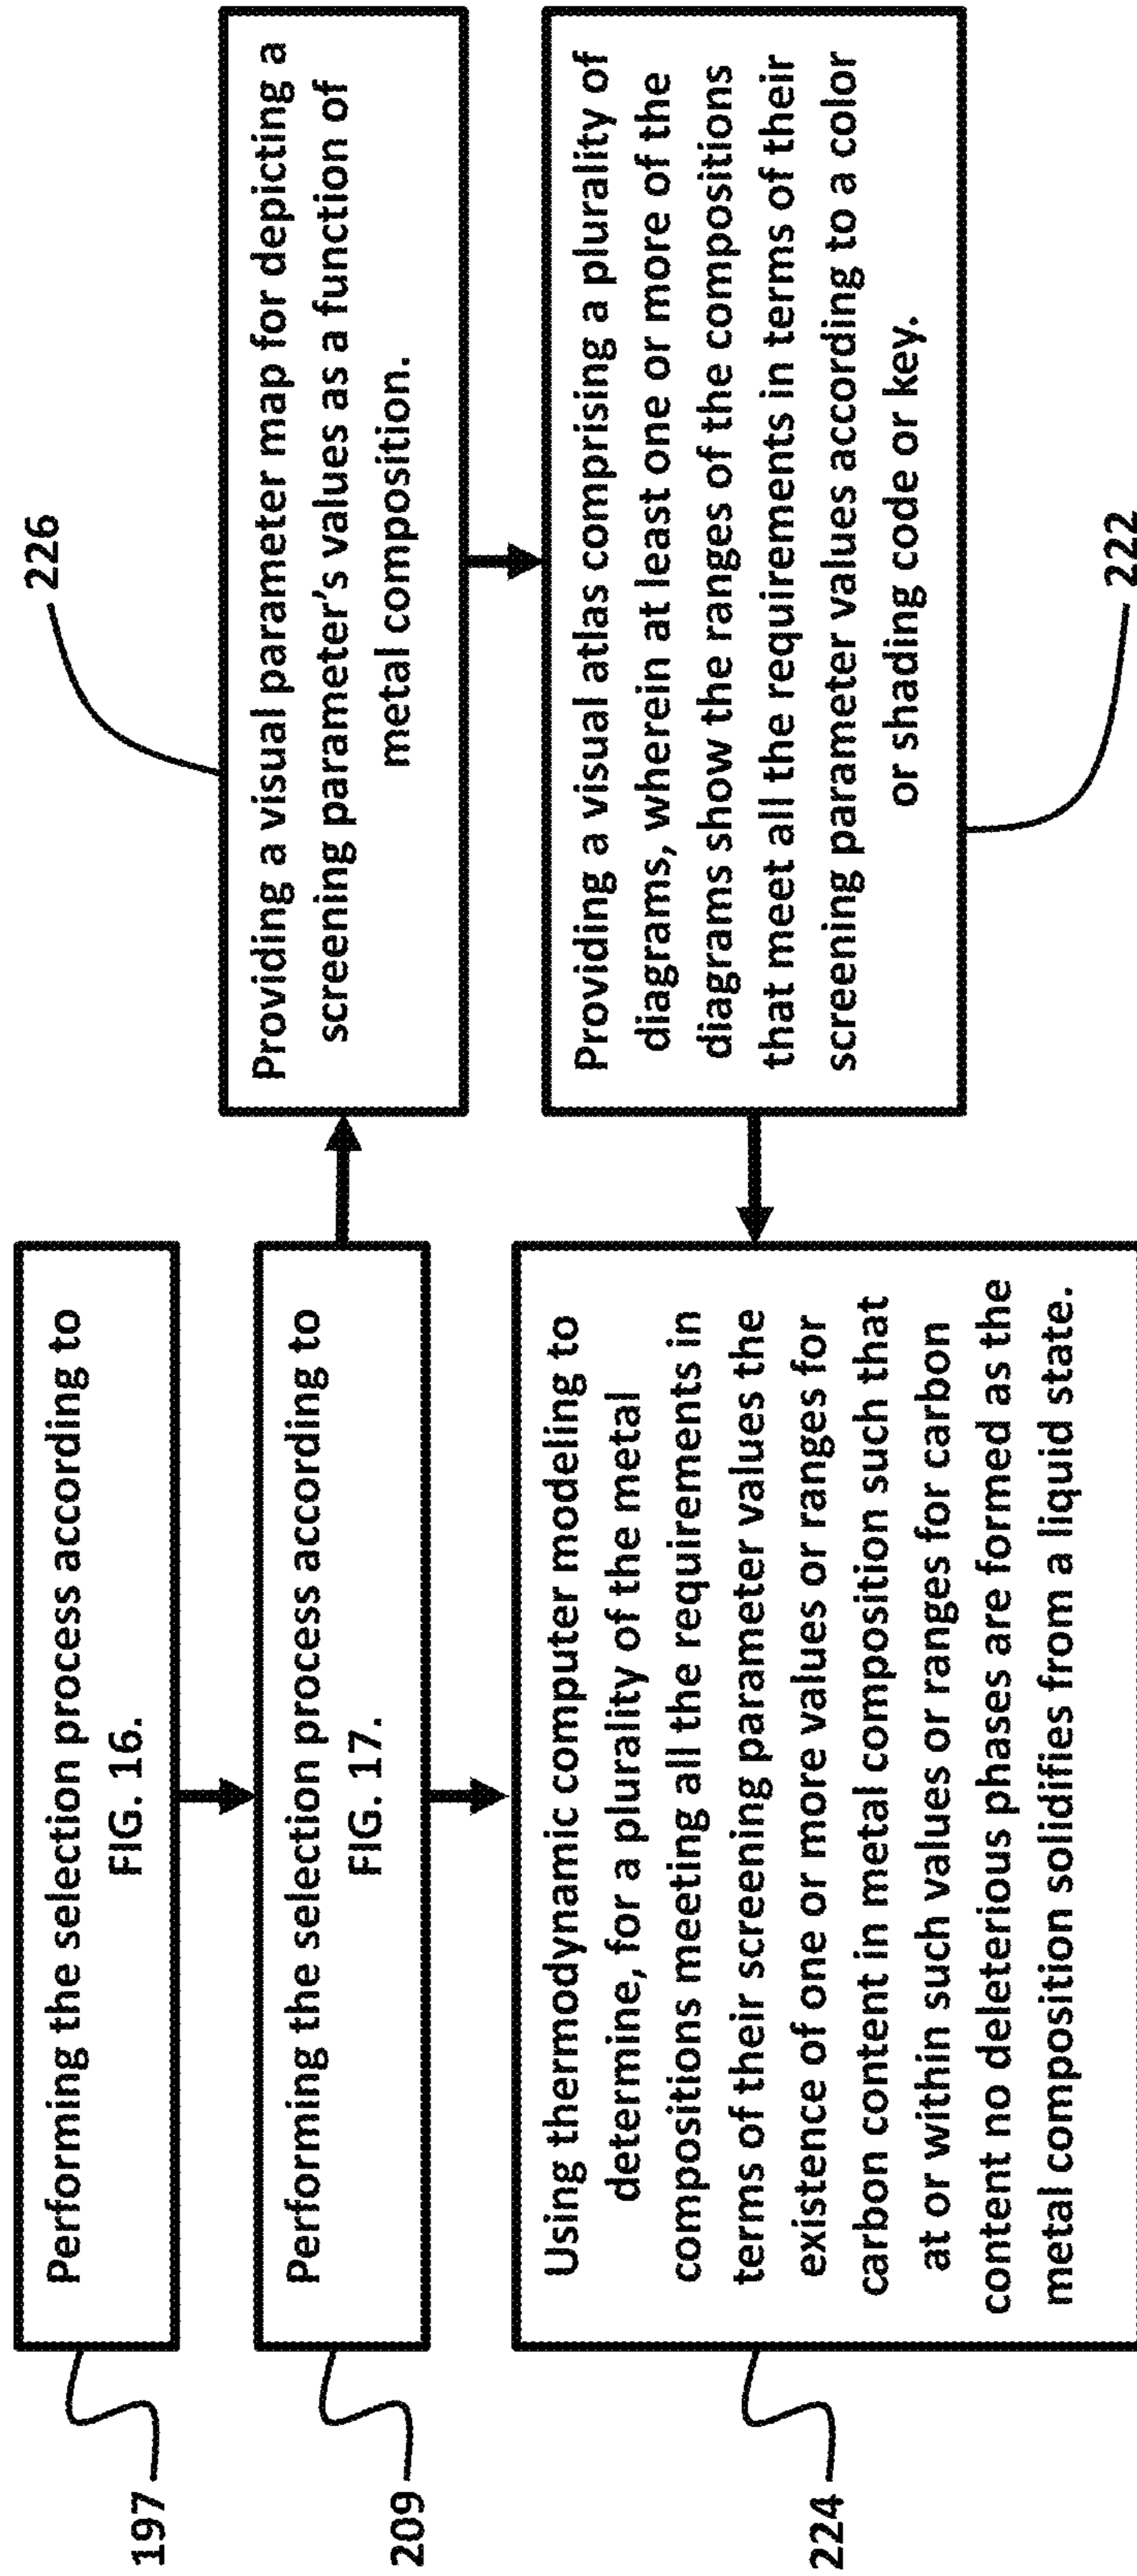 197
Performing the selection process according to
FIG. 16.
209
Performing the selection process according to
FIG. 17.
224
Using thermodynamic computer modeling to
determine, for a plurality of the metal
compositions meeting all the requirements in
terms of their screening parameter values the
existence of one or more values or ranges for
carbon content in metal composition such that
at or within such values or ranges for carbon
content no deleterious phases are formed as the
metal composition solidifies from a liquid state.
226
Providing a visual parameter map for depicting a
screening parameter's values as a function of
metal composition.
Providing a visual atlas comprising a plurality of
diagrams, wherein at least one or more of the
diagrams show the ranges of the compositions
that meet all the requirements in terms of their
screening parameter values according to a color
or shading code or key.
222